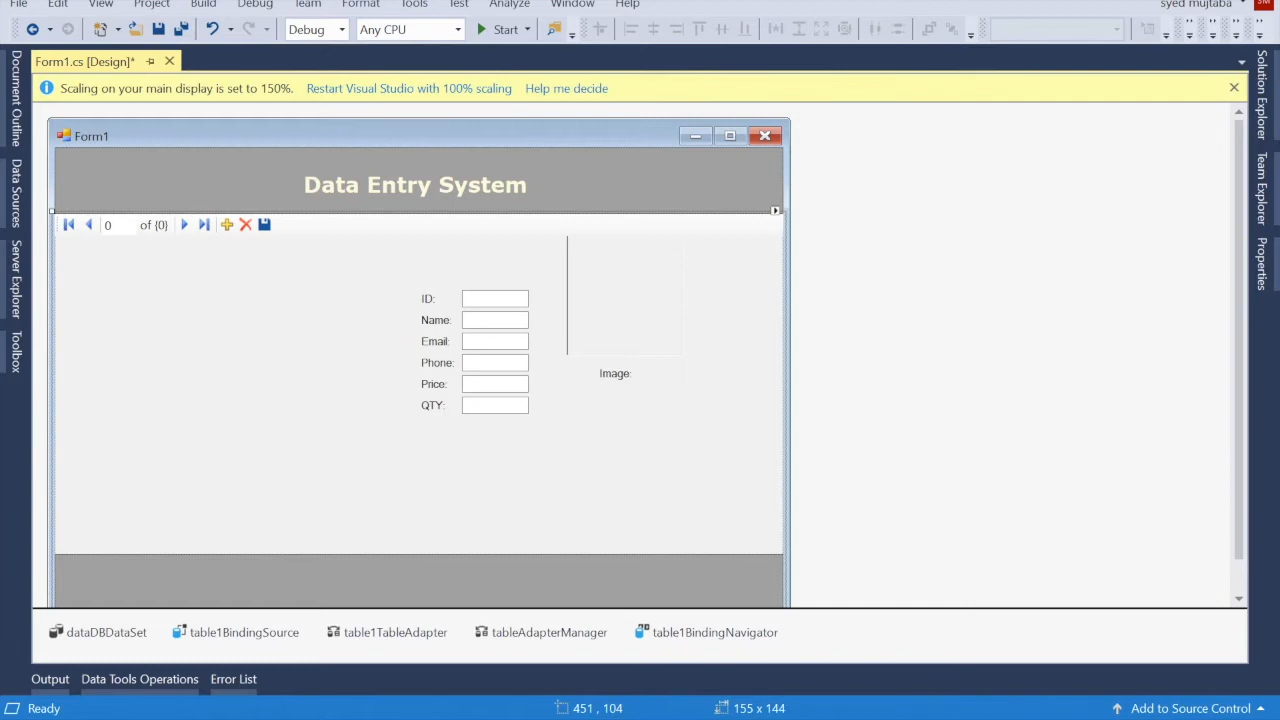 File Edit View Project Build Debug Team Format Tools Test Analyze Window Help syed mujtaba SM
Debug Any CPU Start
Form1.cs [Design]*
Scaling on your main display is set to 150%. Restart Visual Studio with 100% scaling Help me decide
Document Outline
Data Sources
Server Explorer
Toolbox
Form1
Data Entry System
0 of {0}
ID:
Name:
Email:
Phone:
Price:
QTY:
Image:
Solution Explorer
Team Explorer
Properties
dataDBDataSet table1BindingSource table1TableAdapter tableAdapterManager table1BindingNavigator
Output Data Tools Operations Error List
Ready 451 , 104 155 x 144 Add to Source Control